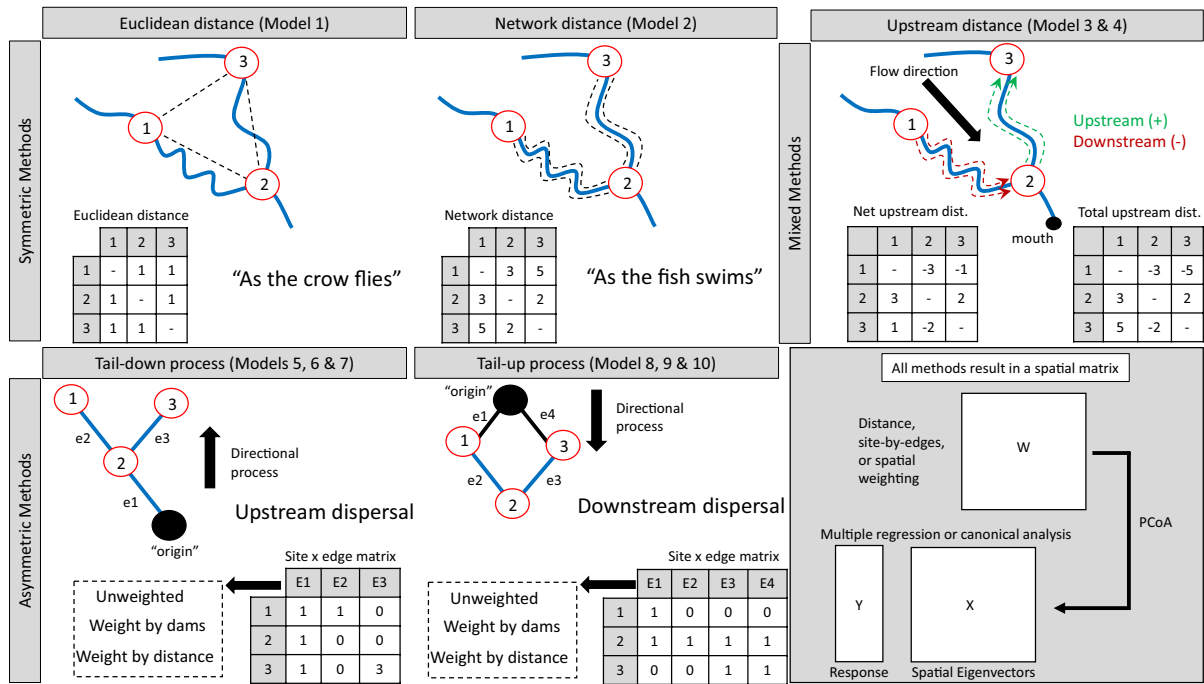 Euclidean distance (Model 1)
Network distance (Model 2)
Upstream distance (Model 3 & 4)
Symmetric Methods
3
1
2
Euclidean distance
1 2 3
1 - 1 1
2 1 - 1
3 1 1 -
“As the crow flies”
3
1
2
Network distance
1 2 3
1 - 3 5
2 3 - 2
3 5 2 -
“As the fish swims”
Mixed Methods
3
Flow direction
1
Upstream (+)
Downstream (-)
2
mouth
Net upstream dist.
1 2 3
1 - -3 -1
2 3 - 2
3 1 -2 -
Total upstream dist.
1 2 3
1 - -3 -5
2 3 - 2
3 5 -2 -
Asymmetric Methods
Tail-down process (Models 5, 6 & 7)
1
3
e2
e3
2
e1
“origin”
Directional
process
Upstream dispersal
Site x edge matrix
E1 E2 E3
1 1 1 0
2 1 0 0
3 1 0 3
Unweighted
Weight by dams
Weight by distance
Tail-up process (Model 8, 9 & 10)
“origin”
e1
e4
1
3
e2
e3
2
Directional
process
Downstream dispersal
E1 E2 E3 E4
1 1 0 0 0
2 1 1 1 1
3 0 0 1 1
Unweighted
Weight by dams
Weight by distance
All methods result in a spatial matrix
Distance,
site-by-edges,
or spatial
weighting
W
PCoA
Multiple regression or canonical analysis
Y
X
Response
Spatial Eigenvectors